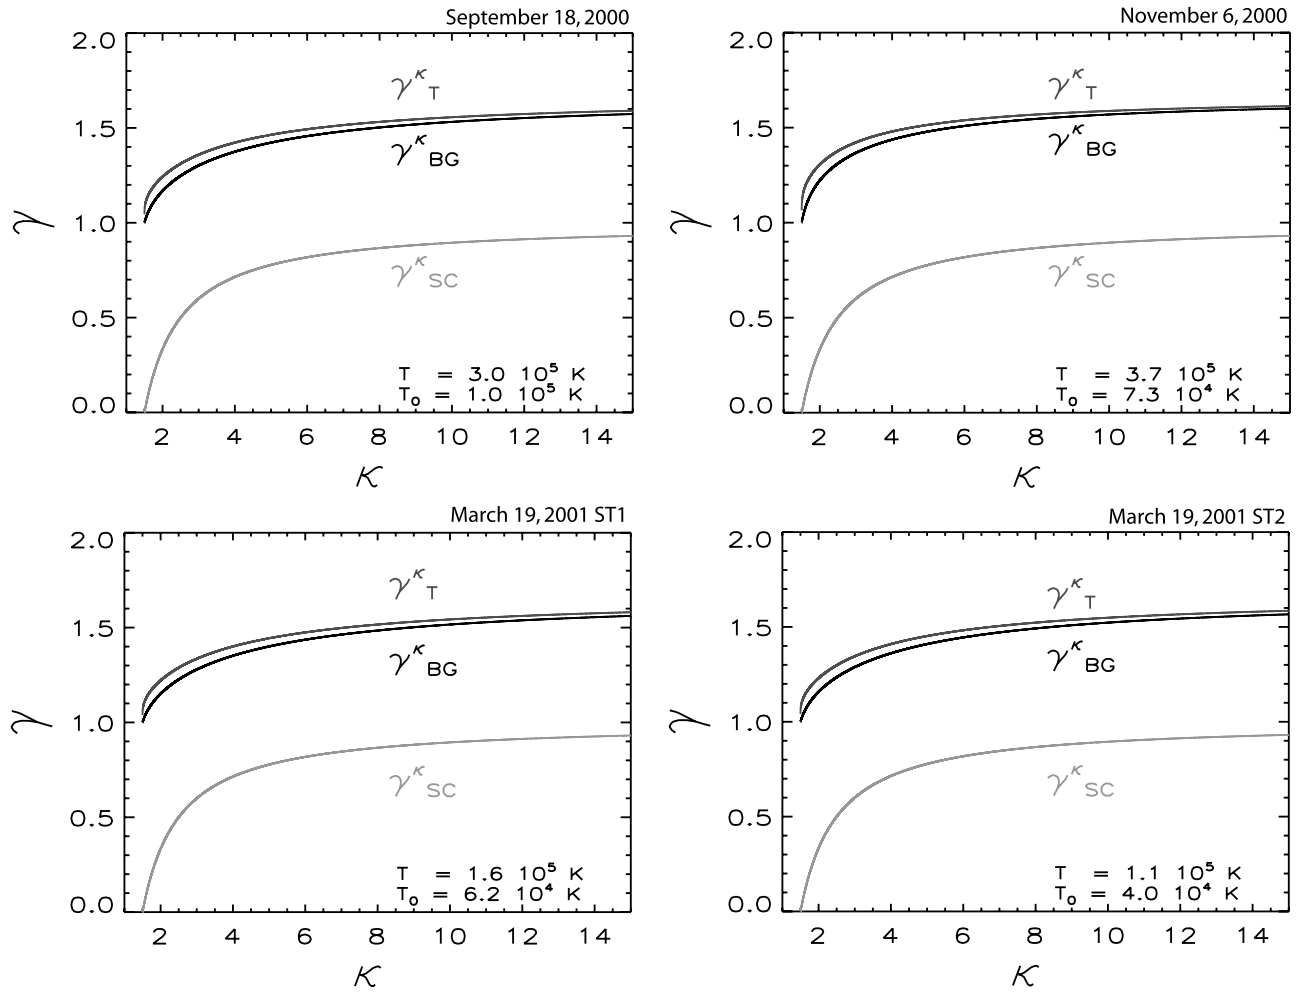 September 18, 2000
2.0
γκT
1.5
γκBG
1.0
γ
γκSC
0.5
T = 3.0 10⁵ K
To = 1.0 10⁵ K
0.0
2 4 6 8 10 12 14
κ
November 6, 2000
2.0
γκT
1.5
γκBG
1.0
γ
γκSC
0.5
T = 3.7 10⁵ K
To = 7.3 10⁴ K
0.0
2 4 6 8 10 12 14
κ
March 19, 2001 ST1
2.0
γκT
1.5
γκBG
1.0
γ
γκSC
0.5
T = 1.6 10⁵ K
To = 6.2 10⁴ K
0.0
2 4 6 8 10 12 14
κ
March 19, 2001 ST2
2.0
γκT
1.5
γκBG
1.0
γ
γκSC
0.5
T = 1.1 10⁵ K
To = 4.0 10⁴ K
0.0
2 4 6 8 10 12 14
κ